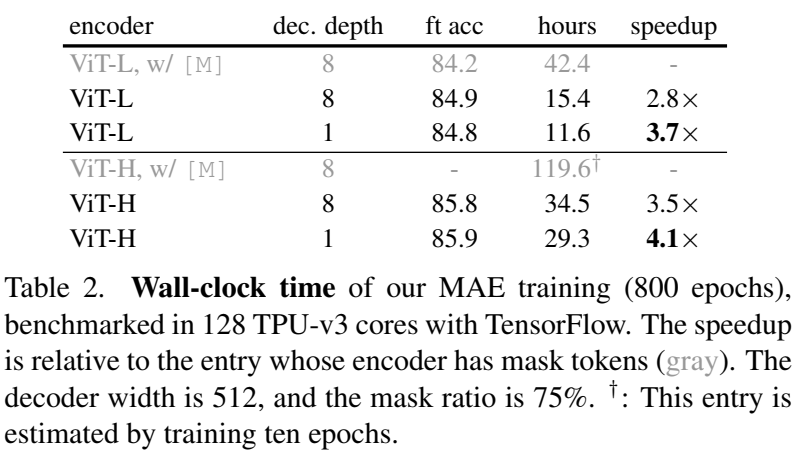 encoder dec. depth ft acc hours speedup
ViT-L, w/ [M] 8 84.2 42.4 -
ViT-L 8 84.9 15.4 2.8×
ViT-L 1 84.8 11.6 3.7×
ViT-H, w/ [M] 8 - 119.6† -
ViT-H 8 85.8 34.5 3.5×
ViT-H 1 85.9 29.3 4.1×
Table 2. Wall-clock time of our MAE training (800 epochs),
benchmarked in 128 TPU-v3 cores with TensorFlow. The speedup
is relative to the entry whose encoder has mask tokens (gray). The
decoder width is 512, and the mask ratio is 75%. †: This entry is
estimated by training ten epochs.